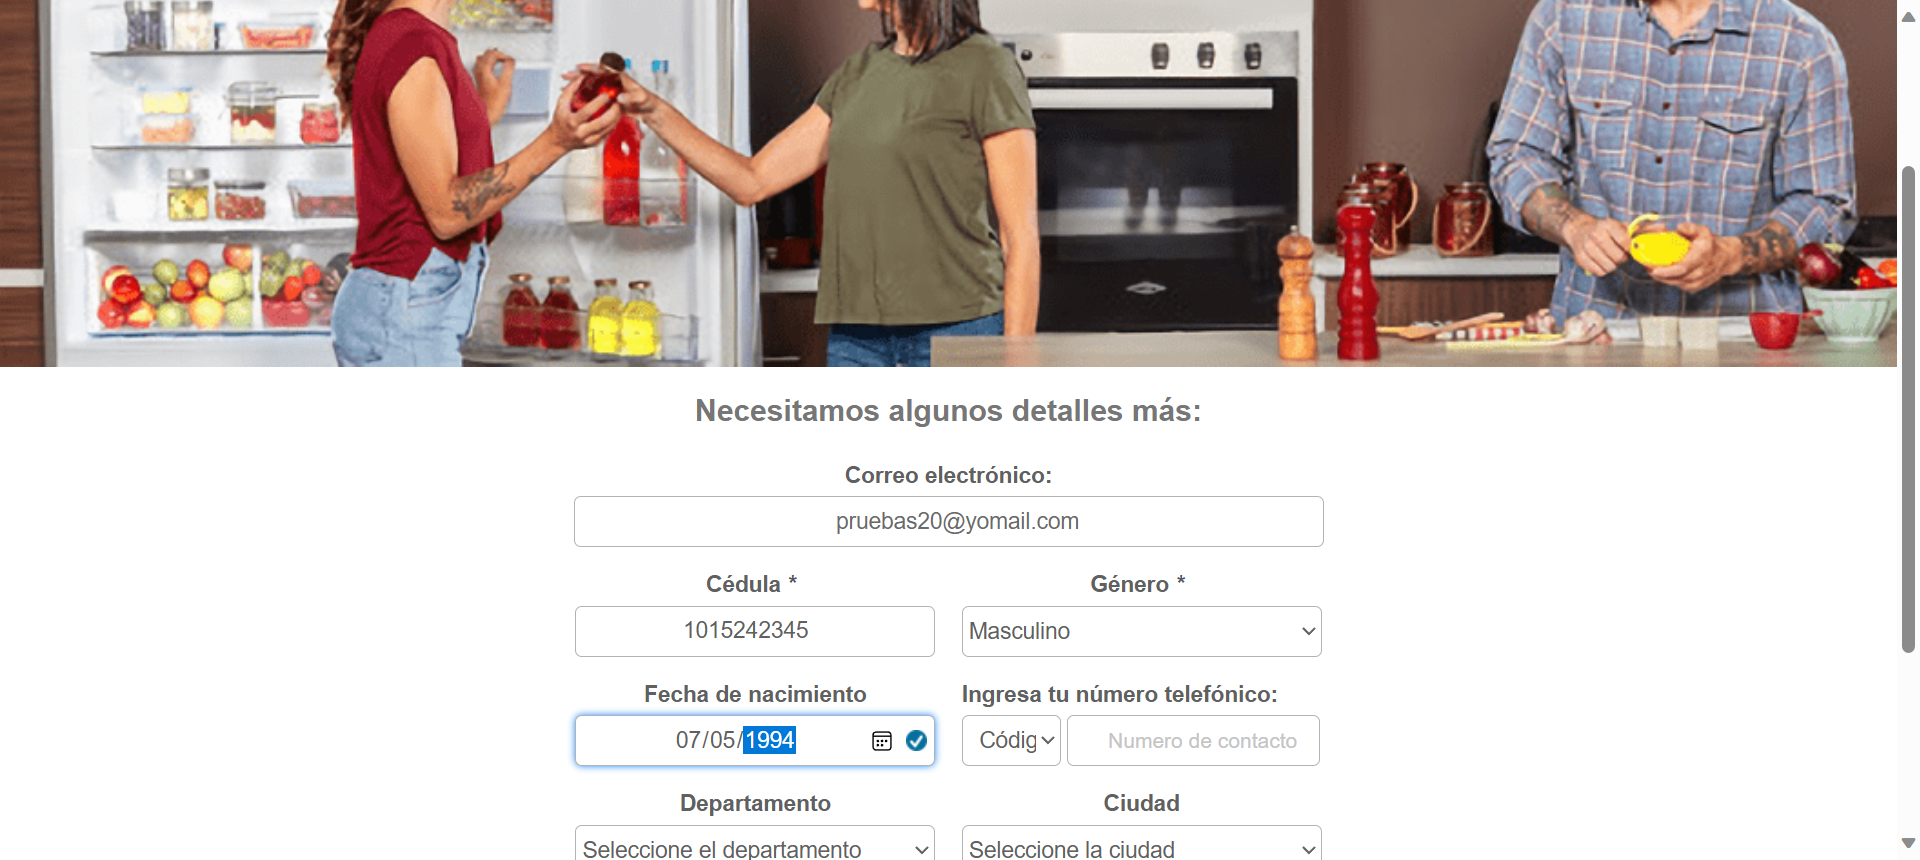 Necesitamos algunos detalles más:
Correo electrónico:
pruebas20@yomail.com
Cédula * Género *
1015242345 Masculino
Fecha de nacimiento Ingresa tu número telefónico:
07/05/1994 Códig Numero de contacto
Departamento Ciudad
Seleccione el departamento Seleccione la ciudad